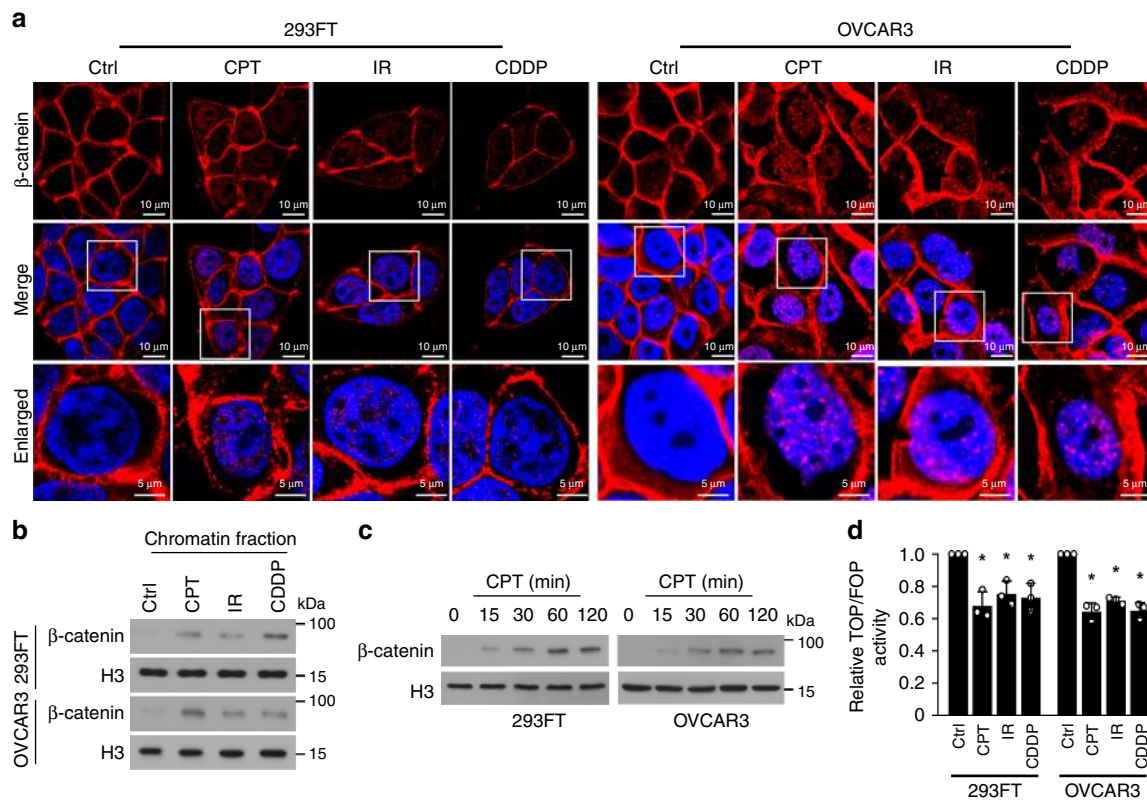 a
293FT OVCAR3
Ctrl CPT IR CDDP Ctrl CPT IR CDDP
β-catnein
10 μm 10 μm 10 μm 10 μm 10 μm 10 μm 10 μm 10 μm
Merge
10 μm 10 μm 10 μm 10 μm 10 μm 10 μm 10 μm 10 μm
Enlarged
5 μm 5 μm 5 μm 5 μm 5 μm 5 μm 5 μm 5 μm
b
Chromatin fraction
Ctrl CPT IR CDDP kDa
293FT
β-catenin 100
H3 15
OVCAR3
β-catenin 100
H3 15
c
CPT (min) CPT (min)
0 15 30 60 120 0 15 30 60 120 kDa
β-catenin 100
H3 15
293FT OVCAR3
d
Relative TOP/FOP
activity
1.0
0.8
0.6
0.4
0.2
0
* * * * * *
Ctrl CPT IR CDDP Ctrl CPT IR CDDP
293FT OVCAR3